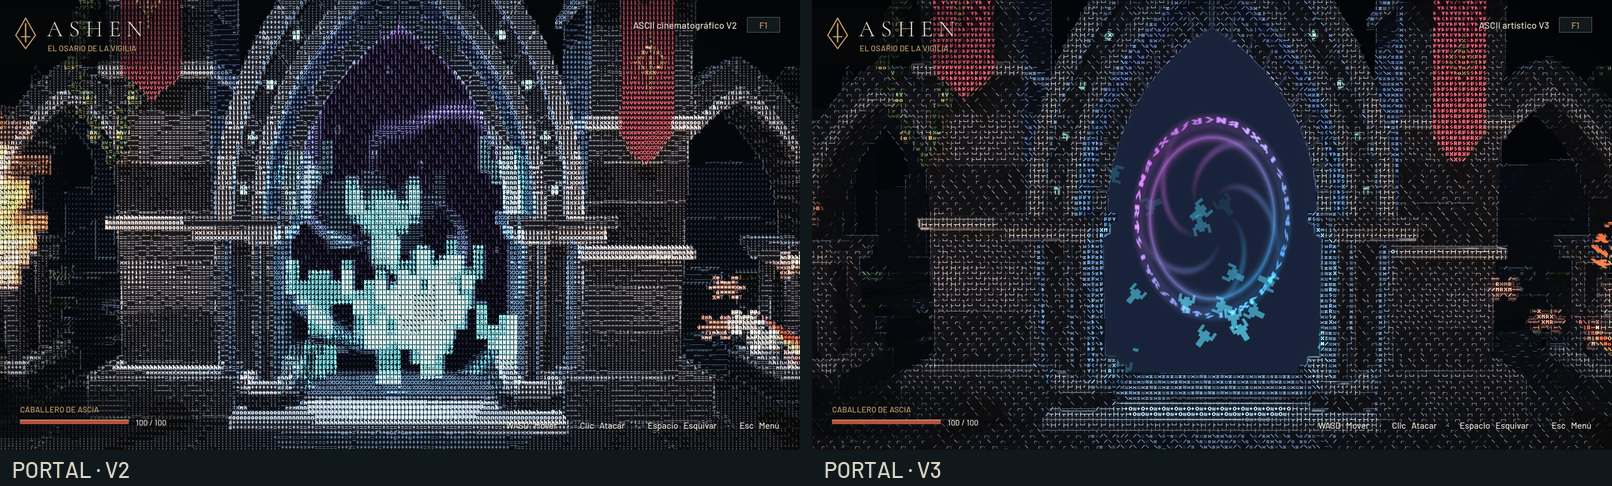 ASHEN
EL OSARIO DE LA VIGILIA
ASCII cinematográfico V2 F1
CABALLERO DE ASCIA
100 / 100
WASD Mover Clic Atacar Espacio Esquivar Esc Menú
PORTAL · V2
ASHEN
EL OSARIO DE LA VIGILIA
ASCII artístico V3 F1
CABALLERO DE ASCIA
100 / 100
WASD Mover Clic Atacar Espacio Esquivar Esc Menú
PORTAL · V3